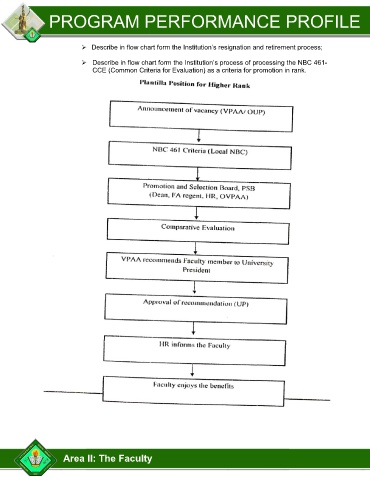 PROGRAM PERFORMANCE PROFILE
➢ Describe in flow chart form the Institution's resignation and retirement process;
➢ Describe in flow chart form the Institution's process of processing the NBC 461-
CCE (Common Criteria for Evaluation) as a criteria for promotion in rank.
Plantilla Position for Higher Rank
Announcement of vacancy (VPAA/ OUP)
NBC 461 Criteria (Local NBC)
Promotion and Selection Board, PSB
(Dean, FA regent, HR, OVPAA)
Comparative Evaluation
VPAA recommends Faculty member to University
President
Approval of recommendation (UP)
HR informs the Faculty
Faculty enjoys the benefits
Area II: The Faculty